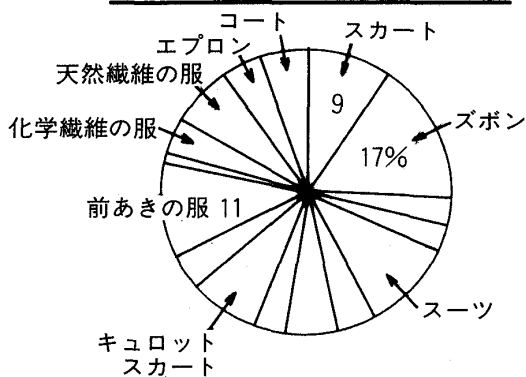 コート
スカート
エプロン
天然繊維の服
9
ズボン
化学繊維の服
17%
前あきの服 11
スーツ
キュロット
スカート